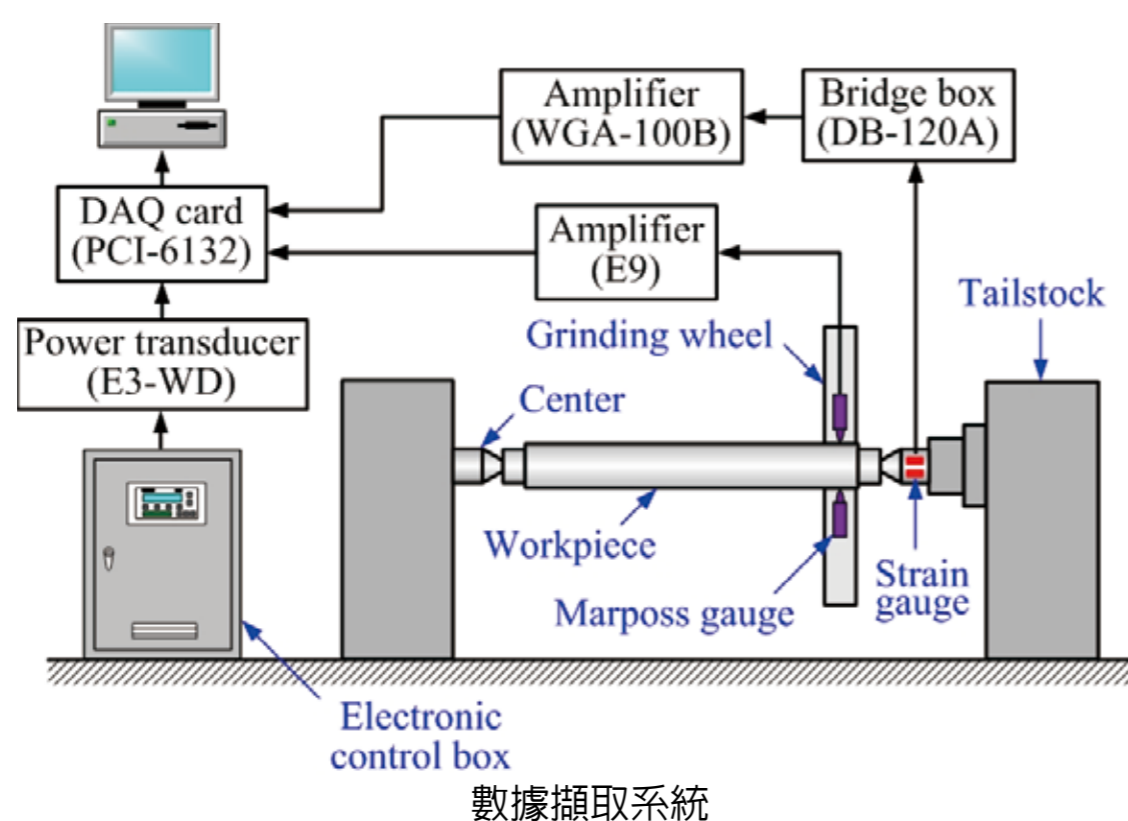 Amplifier
(WGA-100B)
Bridge box
(DB-120A)
DAQ card
(PCI-6132)
Amplifier
(E9)
Tailstock
Power transducer
(E3-WD)
Grinding wheel
Center
Workpiece
Marposs gauge
Strain
gauge
Electronic
control box
數據擷取系統